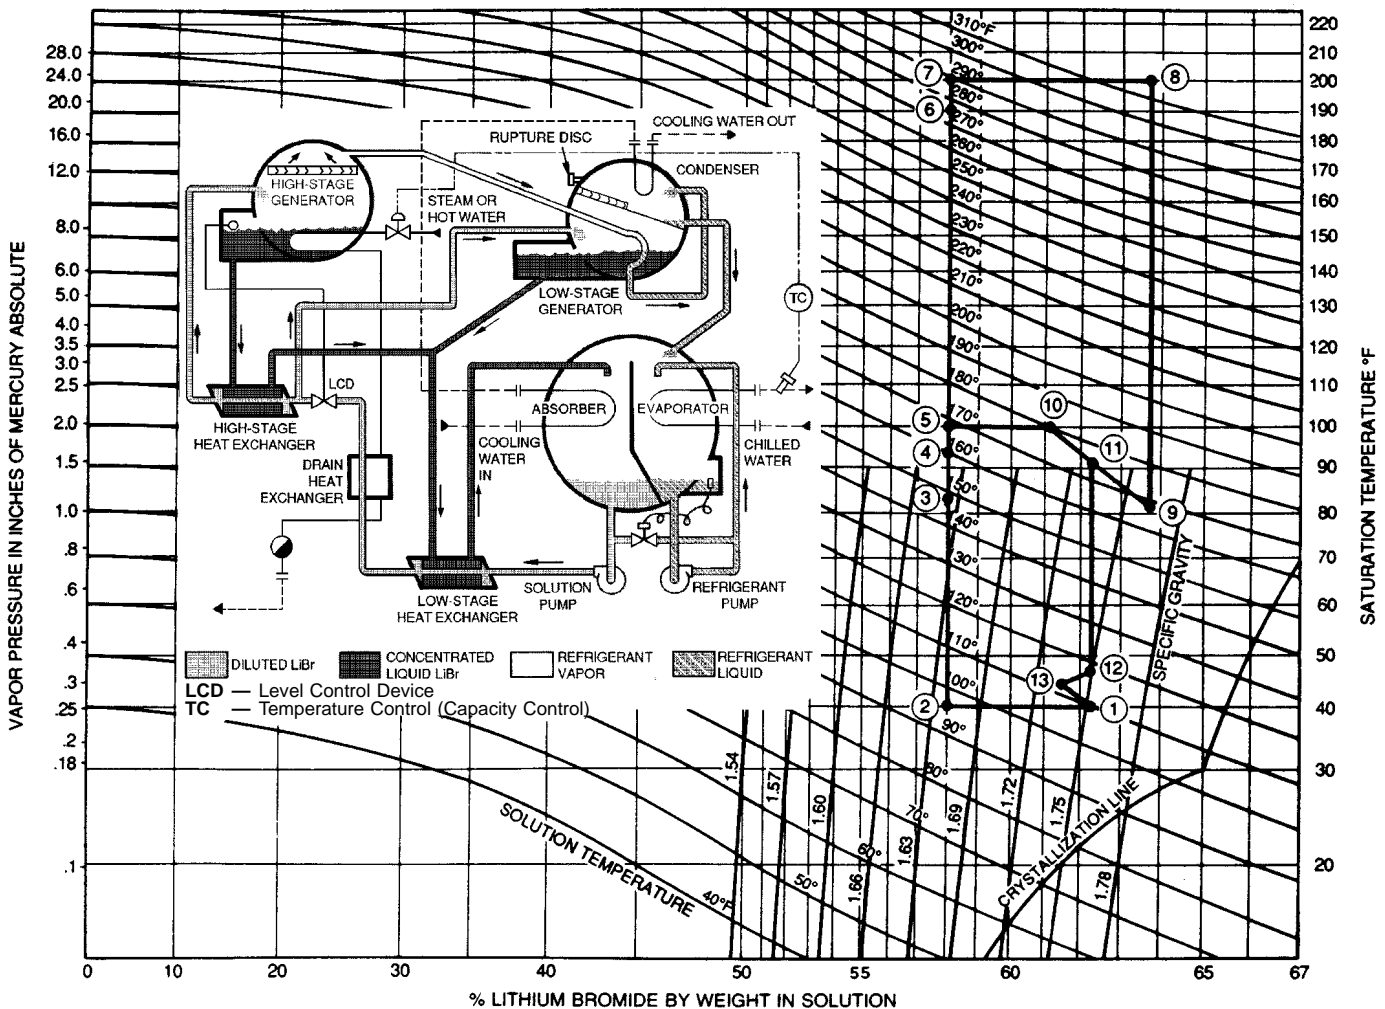 VAPOR PRESSURE IN INCHES OF MERCURY ABSOLUTE
28.0
24.0
20.0
16.0
12.0
8.0
6.0
5.0
4.0
3.5
3.0
2.5
2.0
1.5
1.0
.8
.6
.4
.3
.25
.2
.18
.1
COOLING WATER OUT
RUPTURE DISC
CONDENSER
HIGH-STAGE
GENERATOR
STEAM OR
HOT WATER
LOW-STAGE
GENERATOR
TC
LCD
HIGH-STAGE
HEAT EXCHANGER
ABSORBER
EVAPORATOR
COOLING
WATER
IN
CHILLED
WATER
DRAIN
HEAT
EXCHANGER
SOLUTION
PUMP
REFRIGERANT
PUMP
LOW-STAGE
HEAT EXCHANGER
DILUTED LiBr
CONCENTRATED
LIQUID LiBr
REFRIGERANT
VAPOR
REFRIGERANT
LIQUID
LCD — Level Control Device
TC — Temperature Control (Capacity Control)
310°F
300°
290°
280°
270°
260°
250°
240°
230°
220°
210°
200°
190°
180°
170°
160°
150°
140°
130°
120°
110°
100°
90°
80°
70°
60°
50°
40°F
SOLUTION TEMPERATURE
7
8
6
5
10
4
11
3
9
12
13
2
1
SPECIFIC GRAVITY
CRYSTALLIZATION LINE
1.54
1.57
1.60
1.63
1.66
1.69
1.72
1.75
1.78
220
210
200
190
180
170
160
150
140
130
120
110
100
90
80
70
60
50
40
30
20
SATURATION TEMPERATURE °F
0 10 20 30 40 50 55 60 65 67
% LITHIUM BROMIDE BY WEIGHT IN SOLUTION